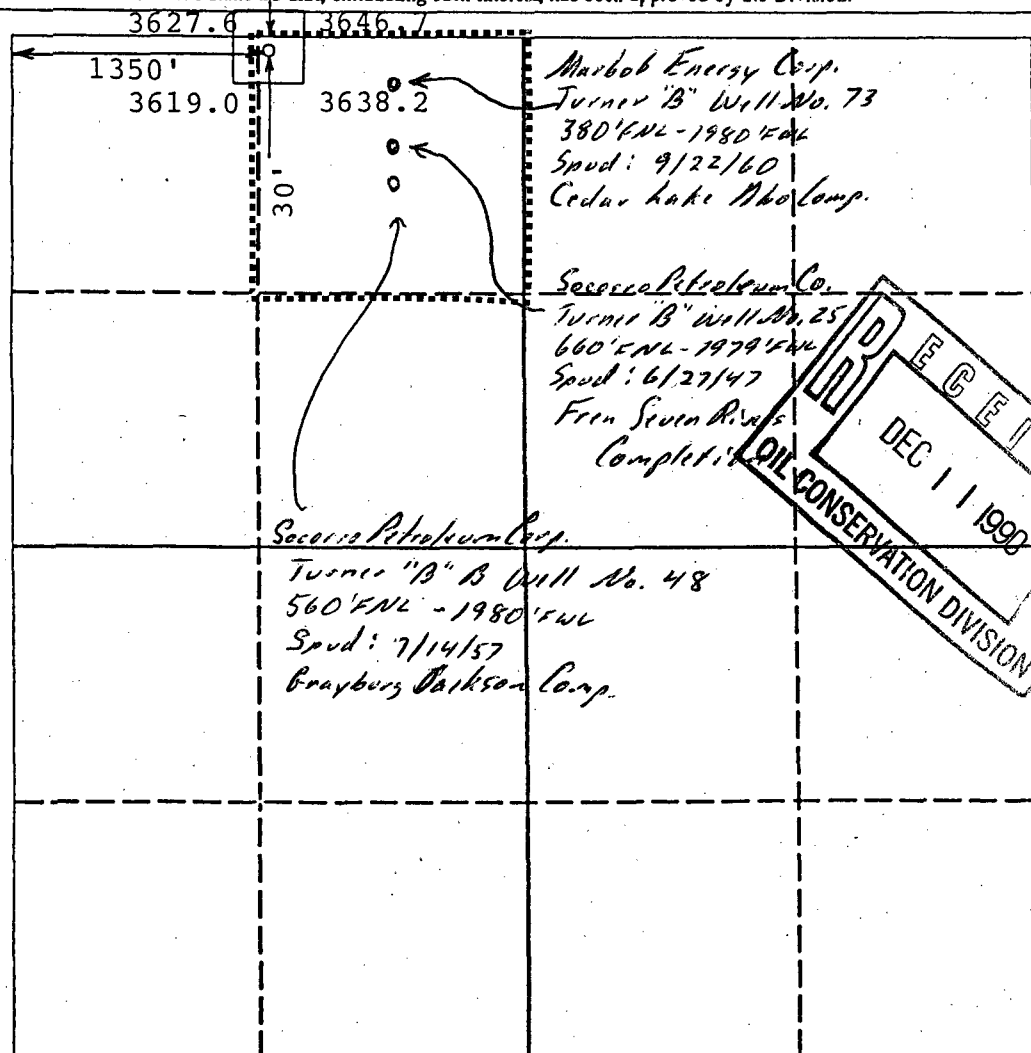 3627.6 3646.7
1350'
3619.0 3638.2
30'
Marbob Energy Corp.
Turner "B" Well No. 73
380' FNL - 1980' FWL
Spud: 9/22/60
Cedar Lake Abo Comp.
Socorro Petroleum Co.
Turner "B" Well No. 25
660' FNL - 1979' FWL
Spud: 6/27/47
Fren Seven Rivers
Completi
Socorro Petroleum Corp.
Turner "B" B Well No. 48
560' FNL - 1980' FWL
Spud: 7/14/57
Grayburg Jackson Comp.
RECEI
DEC 11 1990
OIL CONSERVATION DIVISION